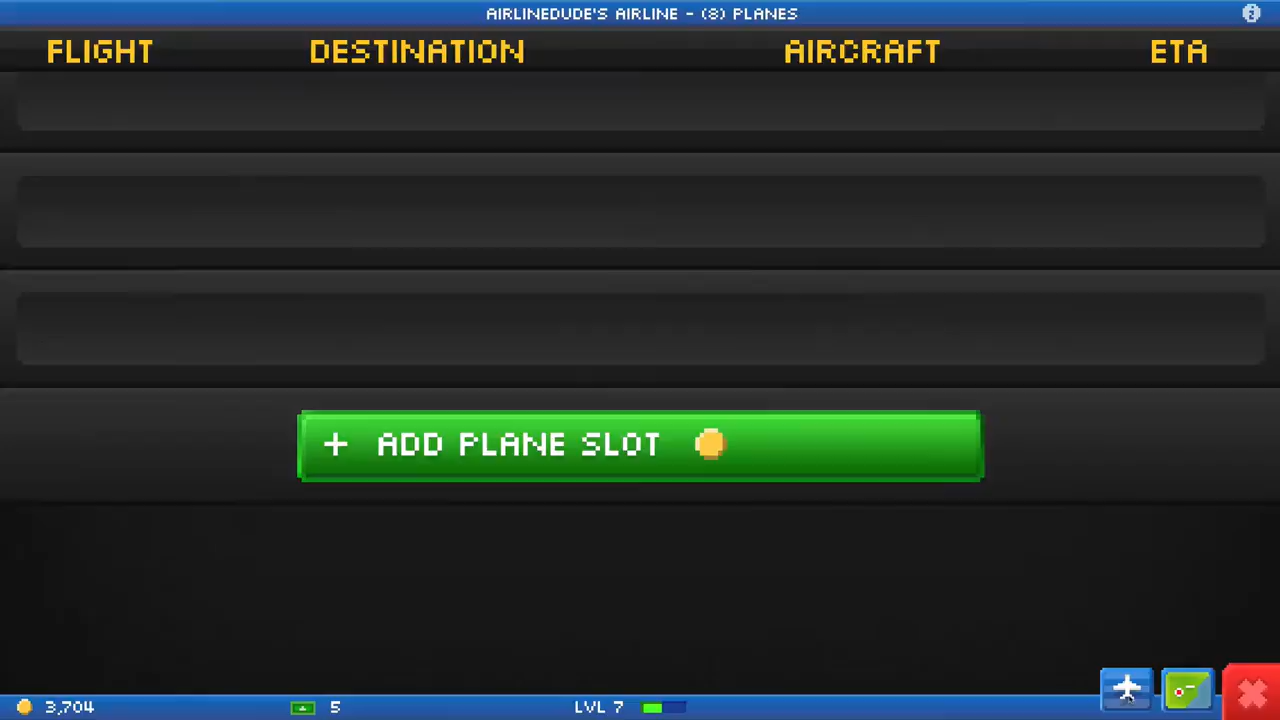 AIRLINEDUDE'S AIRLINE - (8) PLANES
FLIGHT DESTINATION AIRCRAFT ETA
+ ADD PLANE SLOT
3,704 5 LVL 7